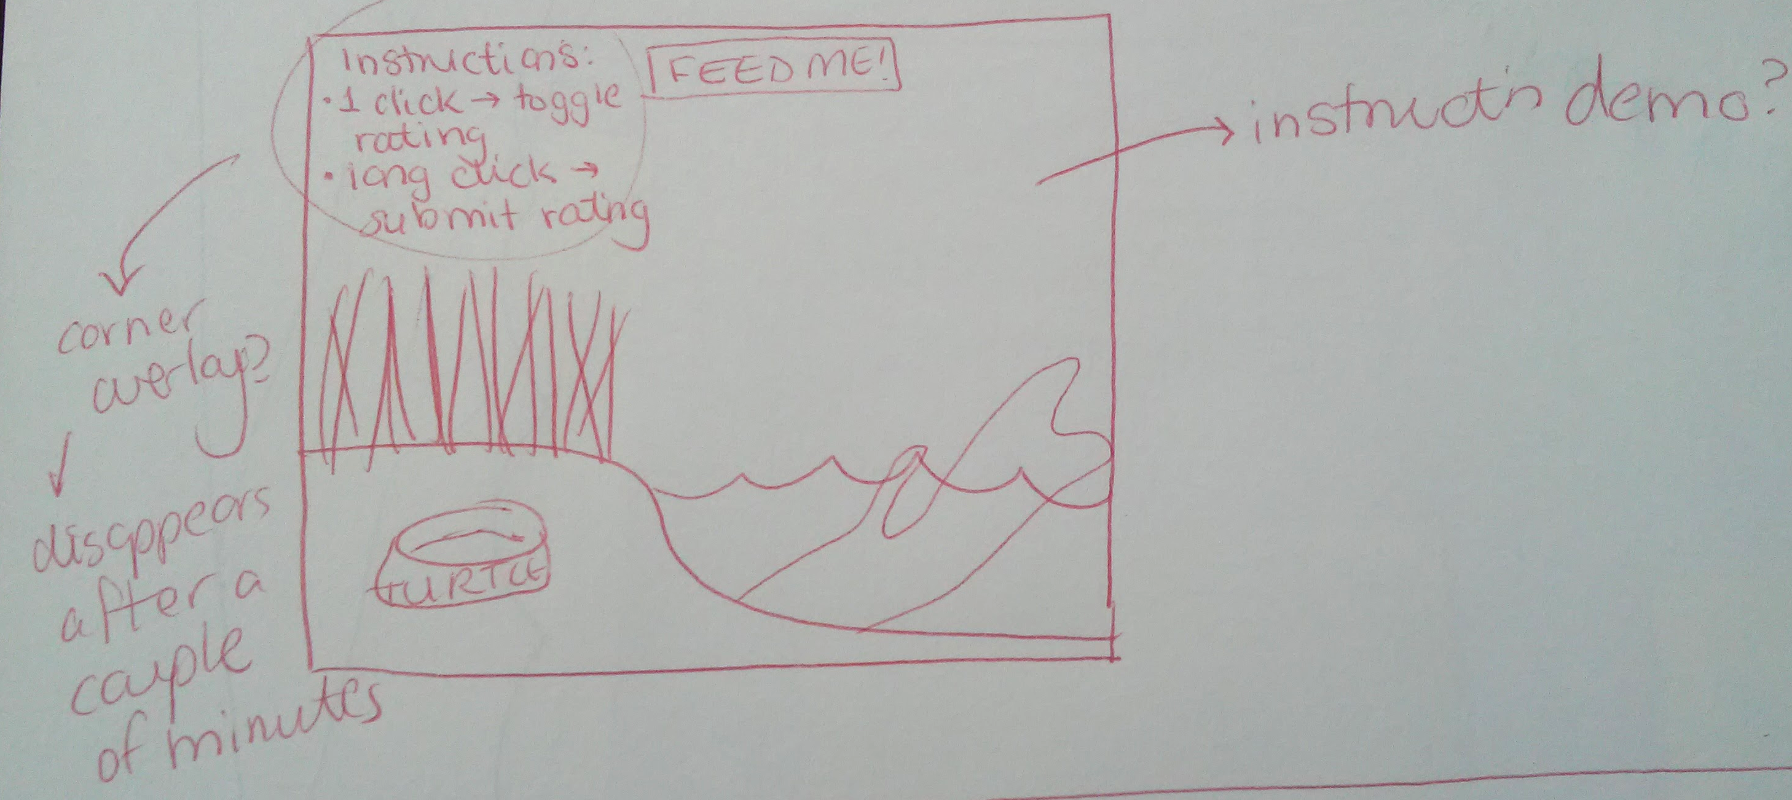 Instructions:
• 1 click → toggle
rating
• long click →
submit rating
FEED ME!
→ instruct'n demo?
corner
overlay?
disappears
after a
couple
of minutes
TURTLE